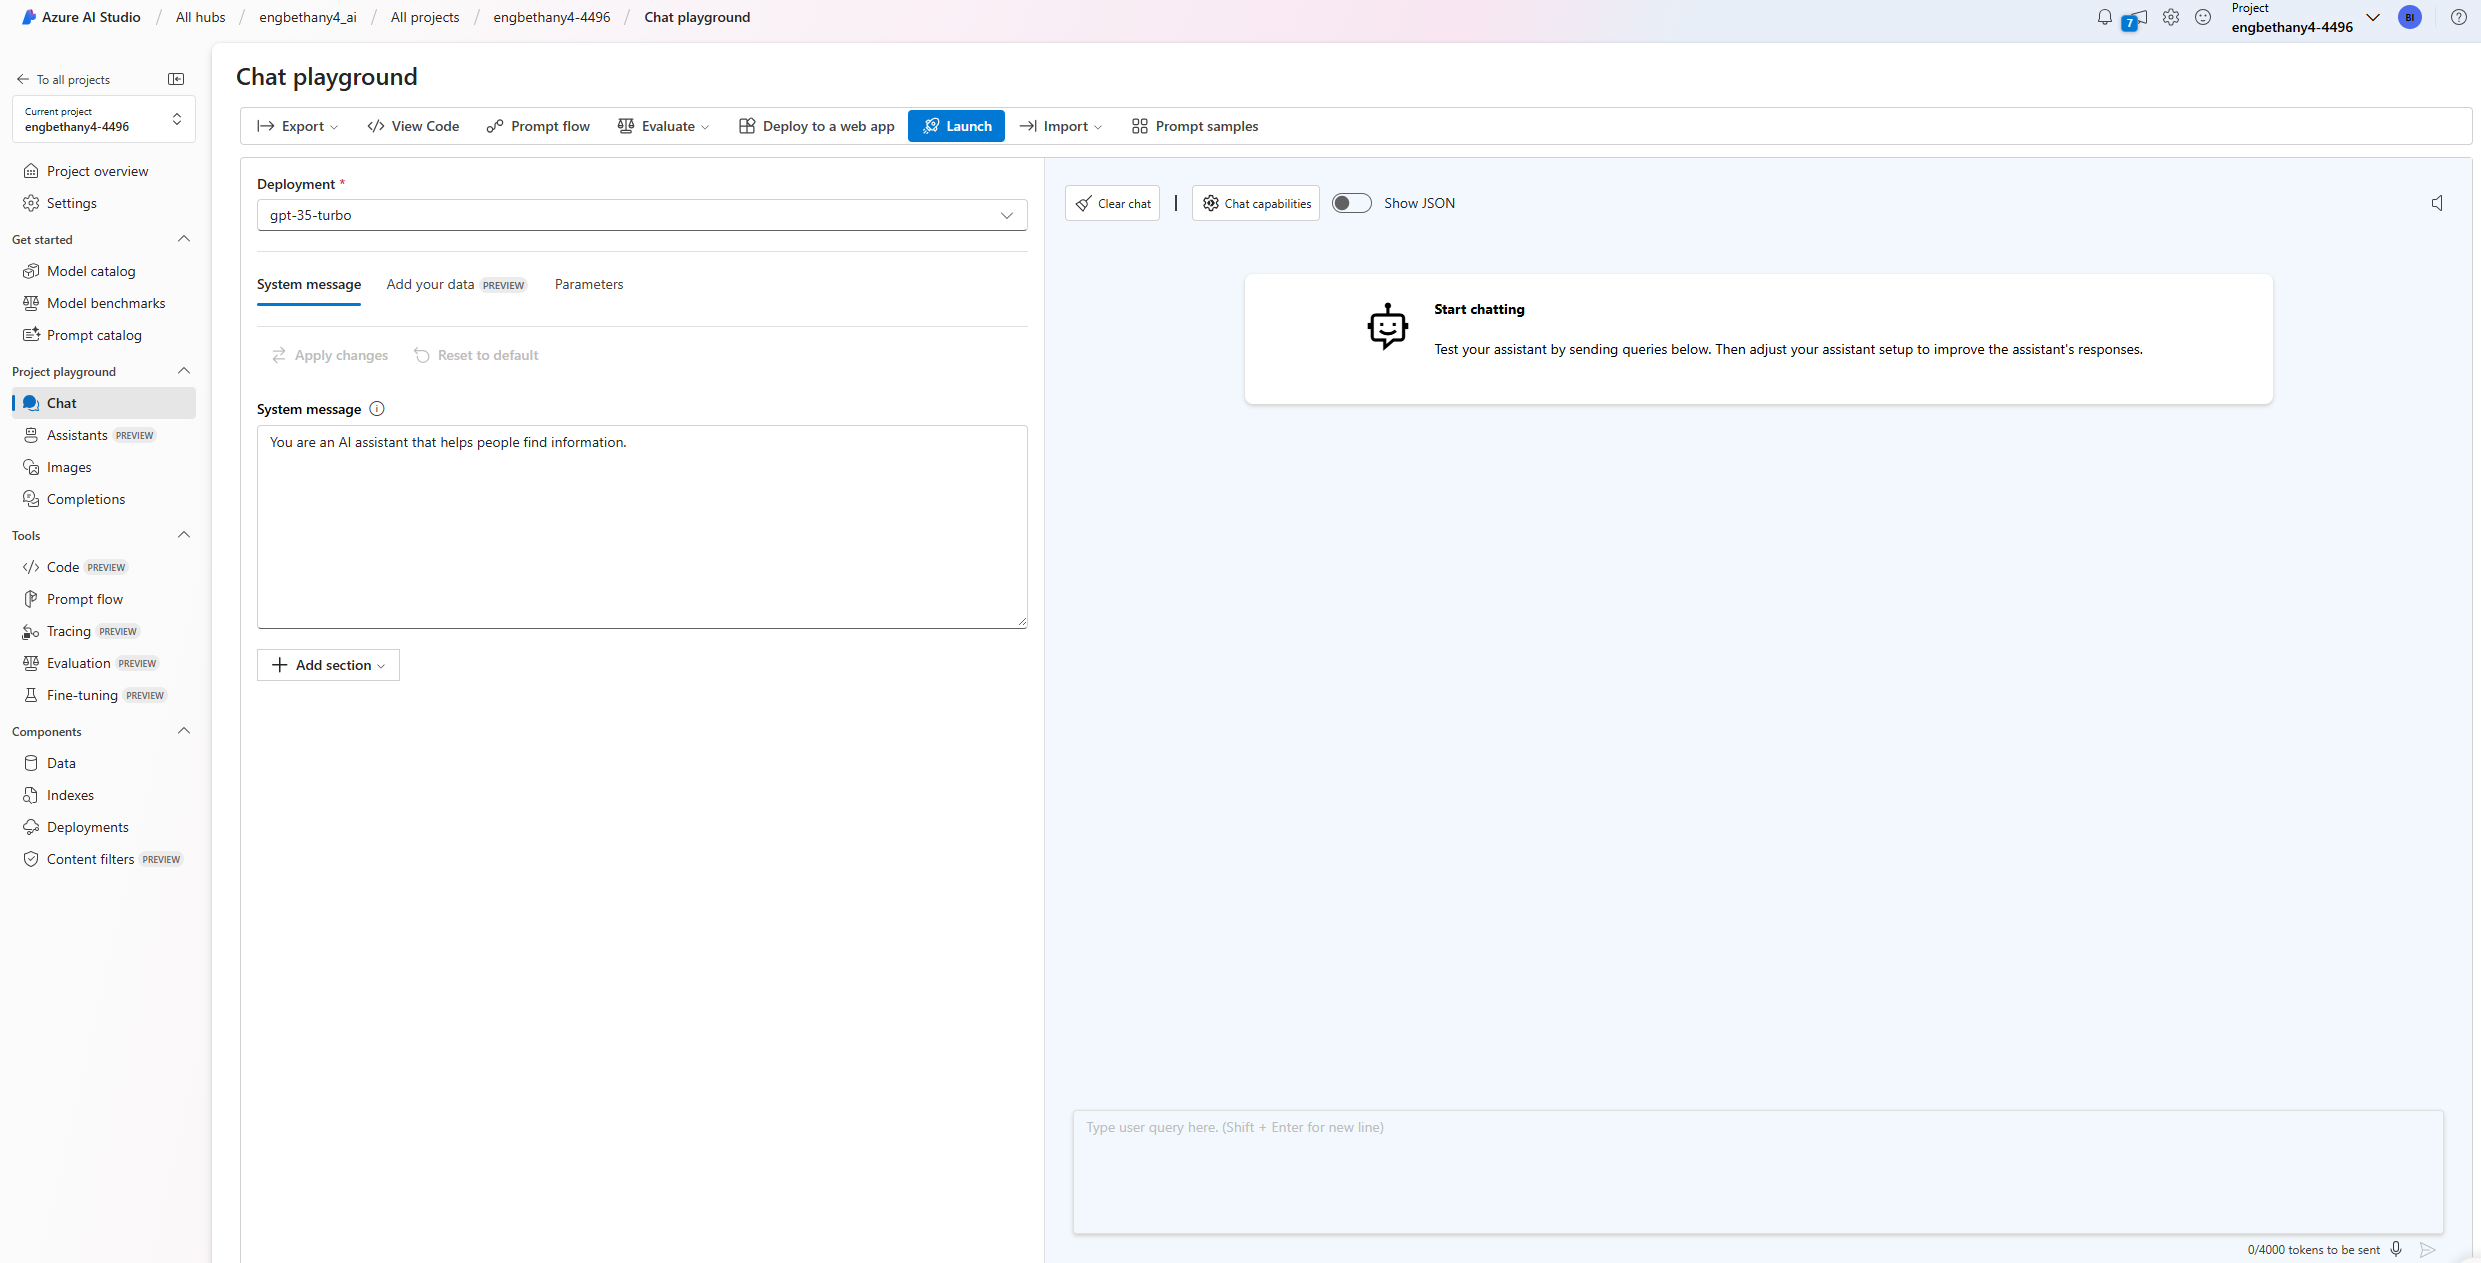 Azure AI Studio / All hubs / engbethany4_ai / All projects / engbethany4-4496 / Chat playground
7
Project
engbethany4-4496
BI
To all projects
Current project
engbethany4-4496
Project overview
Settings
Get started
Model catalog
Model benchmarks
Prompt catalog
Project playground
Chat
Assistants PREVIEW
Images
Completions
Tools
Code PREVIEW
Prompt flow
Tracing PREVIEW
Evaluation PREVIEW
Fine-tuning PREVIEW
Components
Data
Indexes
Deployments
Content filters PREVIEW
Chat playground
Export View Code Prompt flow Evaluate Deploy to a web app Launch Import Prompt samples
Deployment *
gpt-35-turbo
System message Add your data PREVIEW Parameters
Apply changes Reset to default
System message
You are an AI assistant that helps people find information.
Add section
Clear chat | Chat capabilities Show JSON
Start chatting
Test your assistant by sending queries below. Then adjust your assistant setup to improve the assistant's responses.
Type user query here. (Shift + Enter for new line)
0/4000 tokens to be sent